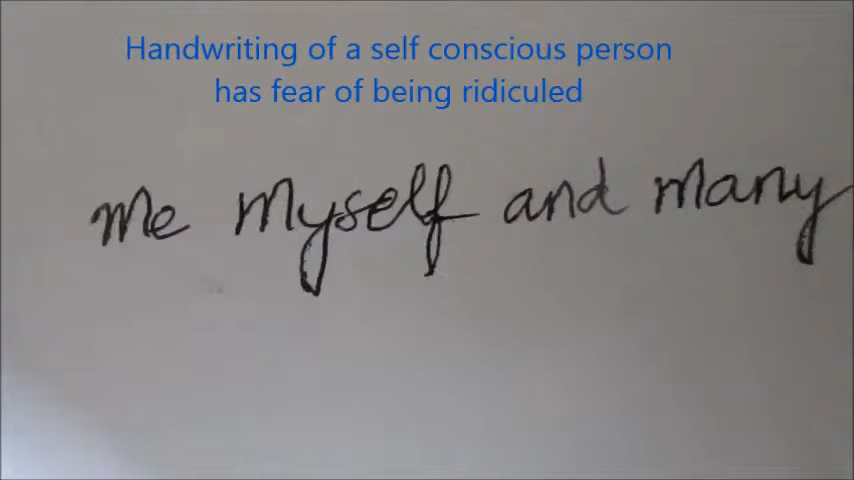 Handwriting of a self conscious person
has fear of being ridiculed
me myself and many